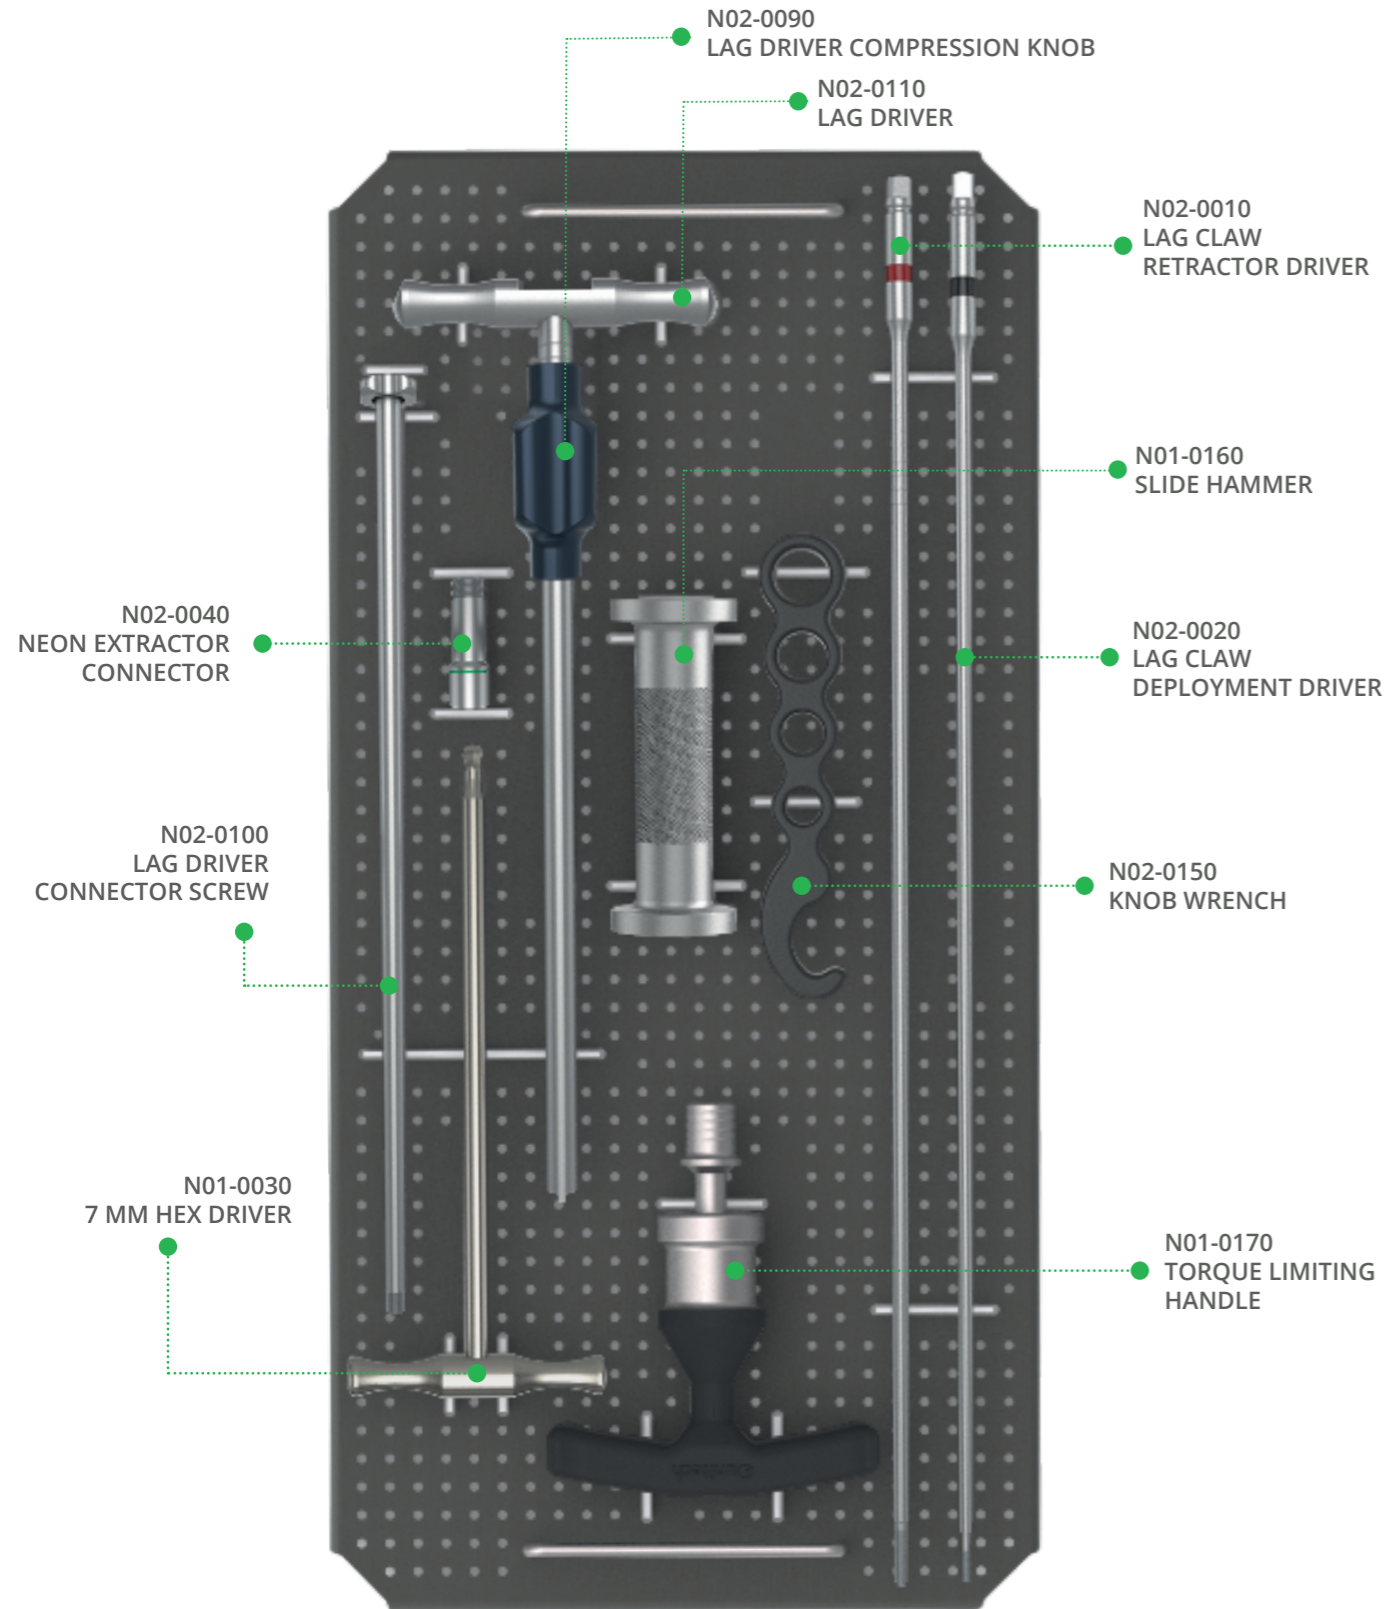 N02-0090
LAG DRIVER COMPRESSION KNOB
N02-0110
LAG DRIVER
N02-0010
LAG CLAW
RETRACTOR DRIVER
N01-0160
SLIDE HAMMER
N02-0040
NEON EXTRACTOR
CONNECTOR
N02-0020
LAG CLAW
DEPLOYMENT DRIVER
N02-0100
LAG DRIVER
CONNECTOR SCREW
N02-0150
KNOB WRENCH
N01-0030
7 MM HEX DRIVER
N01-0170
TORQUE LIMITING
HANDLE